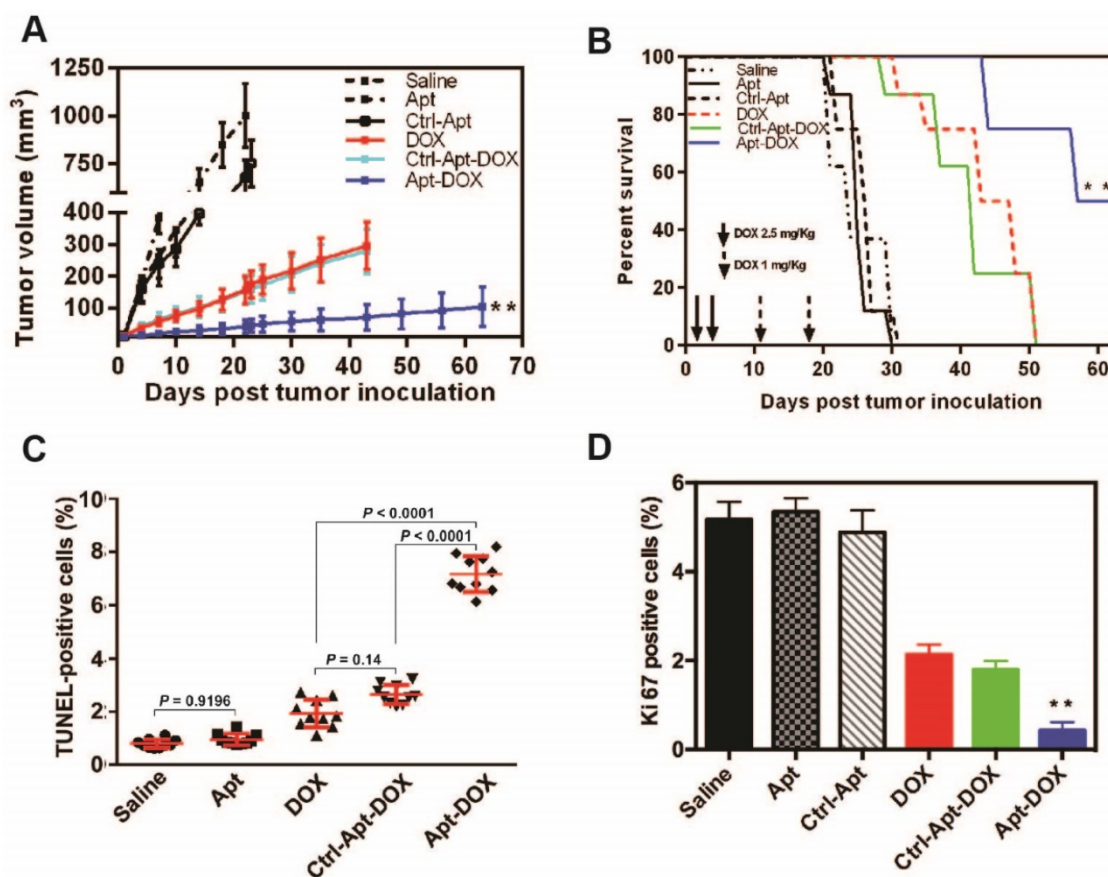 A
Tumor volume (mm³)
1250
1000
750
400
300
200
100
0 10 20 30 40 50 60 70
Days post tumor inoculation
Saline
Apt
Ctrl-Apt
DOX
Ctrl-Apt-DOX
Apt-DOX
**
B
Percent survival
100
80
60
40
20
0
0 10 20 30 40 50 60
Days post tumor inoculation
Saline
Apt
Ctrl-Apt
DOX
Ctrl-Apt-DOX
Apt-DOX
DOX 2.5 mg/Kg
DOX 1 mg/Kg
* *
C
TUNEL-positive cells (%)
10
8
6
4
2
0
P < 0.0001
P < 0.0001
P = 0.14
P = 0.9196
Saline
Apt
DOX
Ctrl-Apt-DOX
Apt-DOX
D
Ki 67 positive cells (%)
6
4
2
0
* *
Saline
Apt
Ctrl-Apt
DOX
Ctrl-Apt-DOX
Apt-DOX